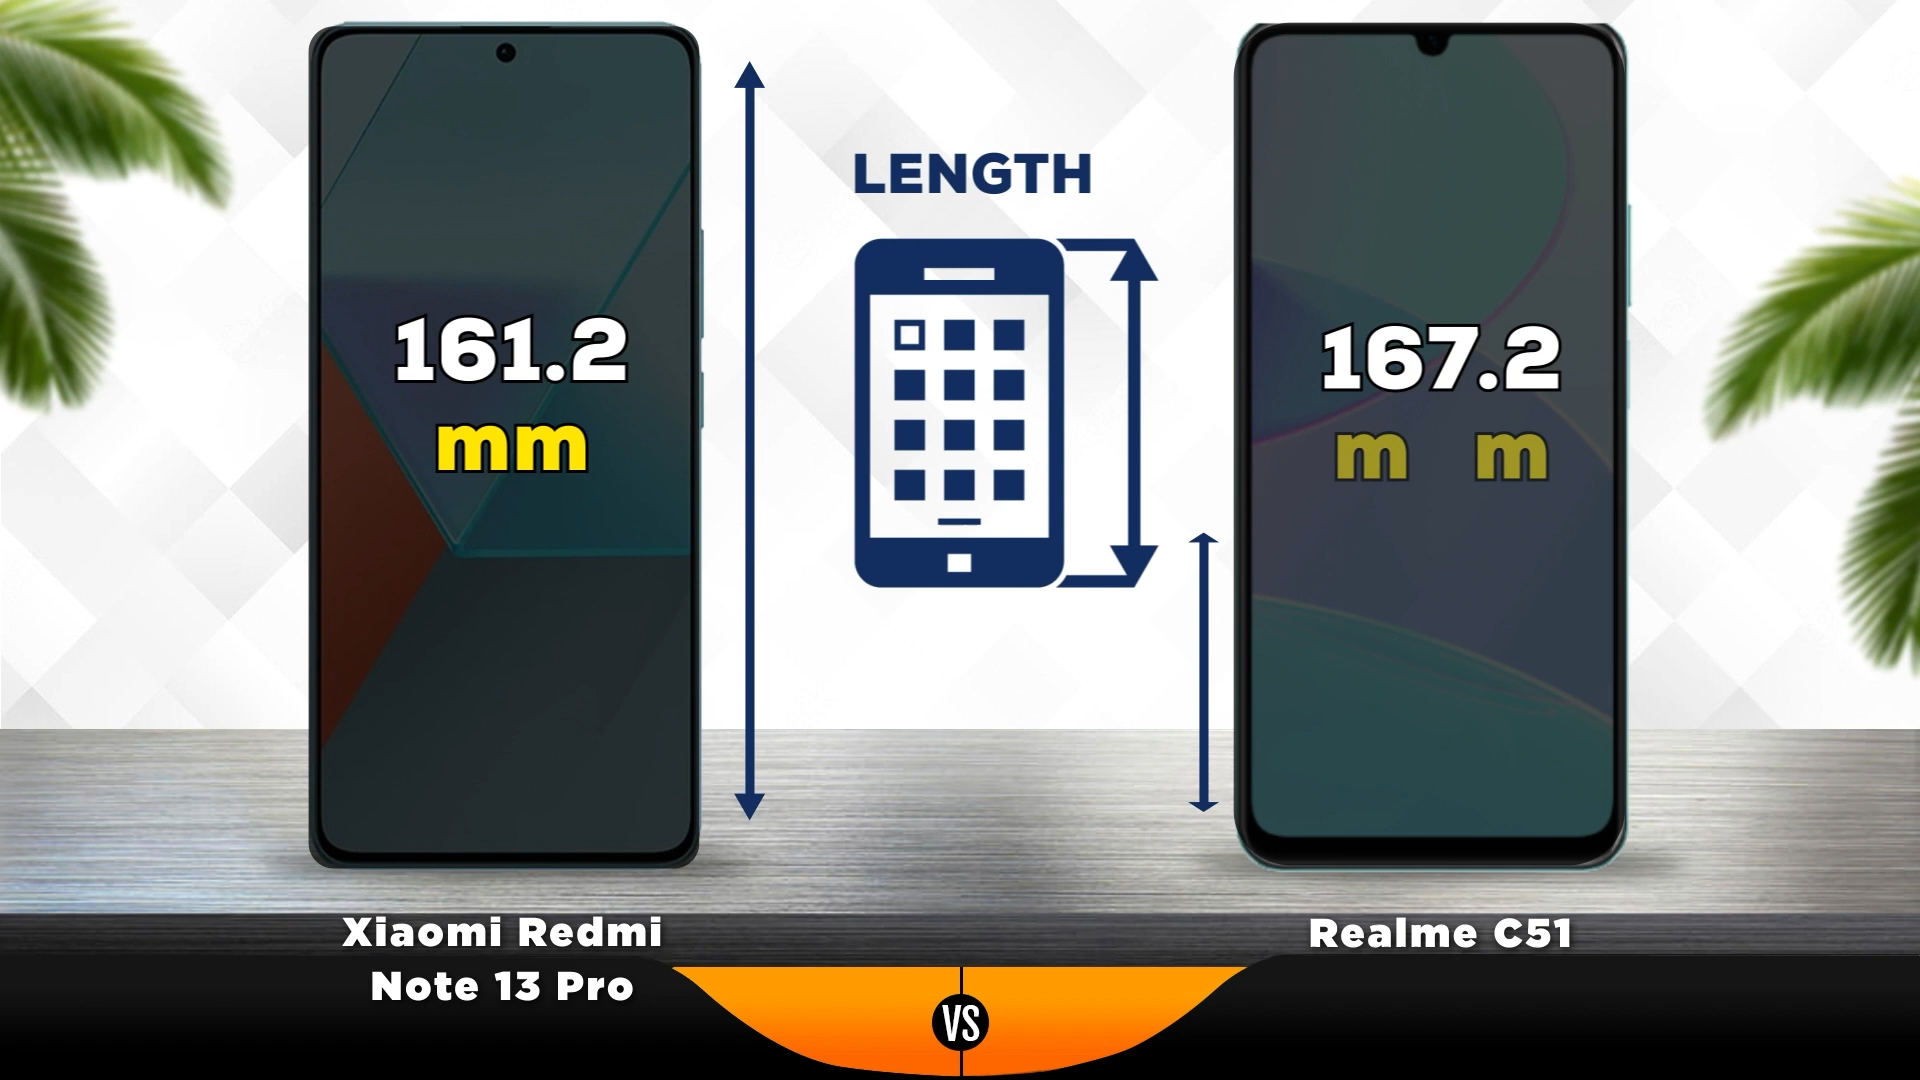 LENGTH
161.2
mm
167.2
m m
Xiaomi Redmi
Note 13 Pro
Realme C51
VS